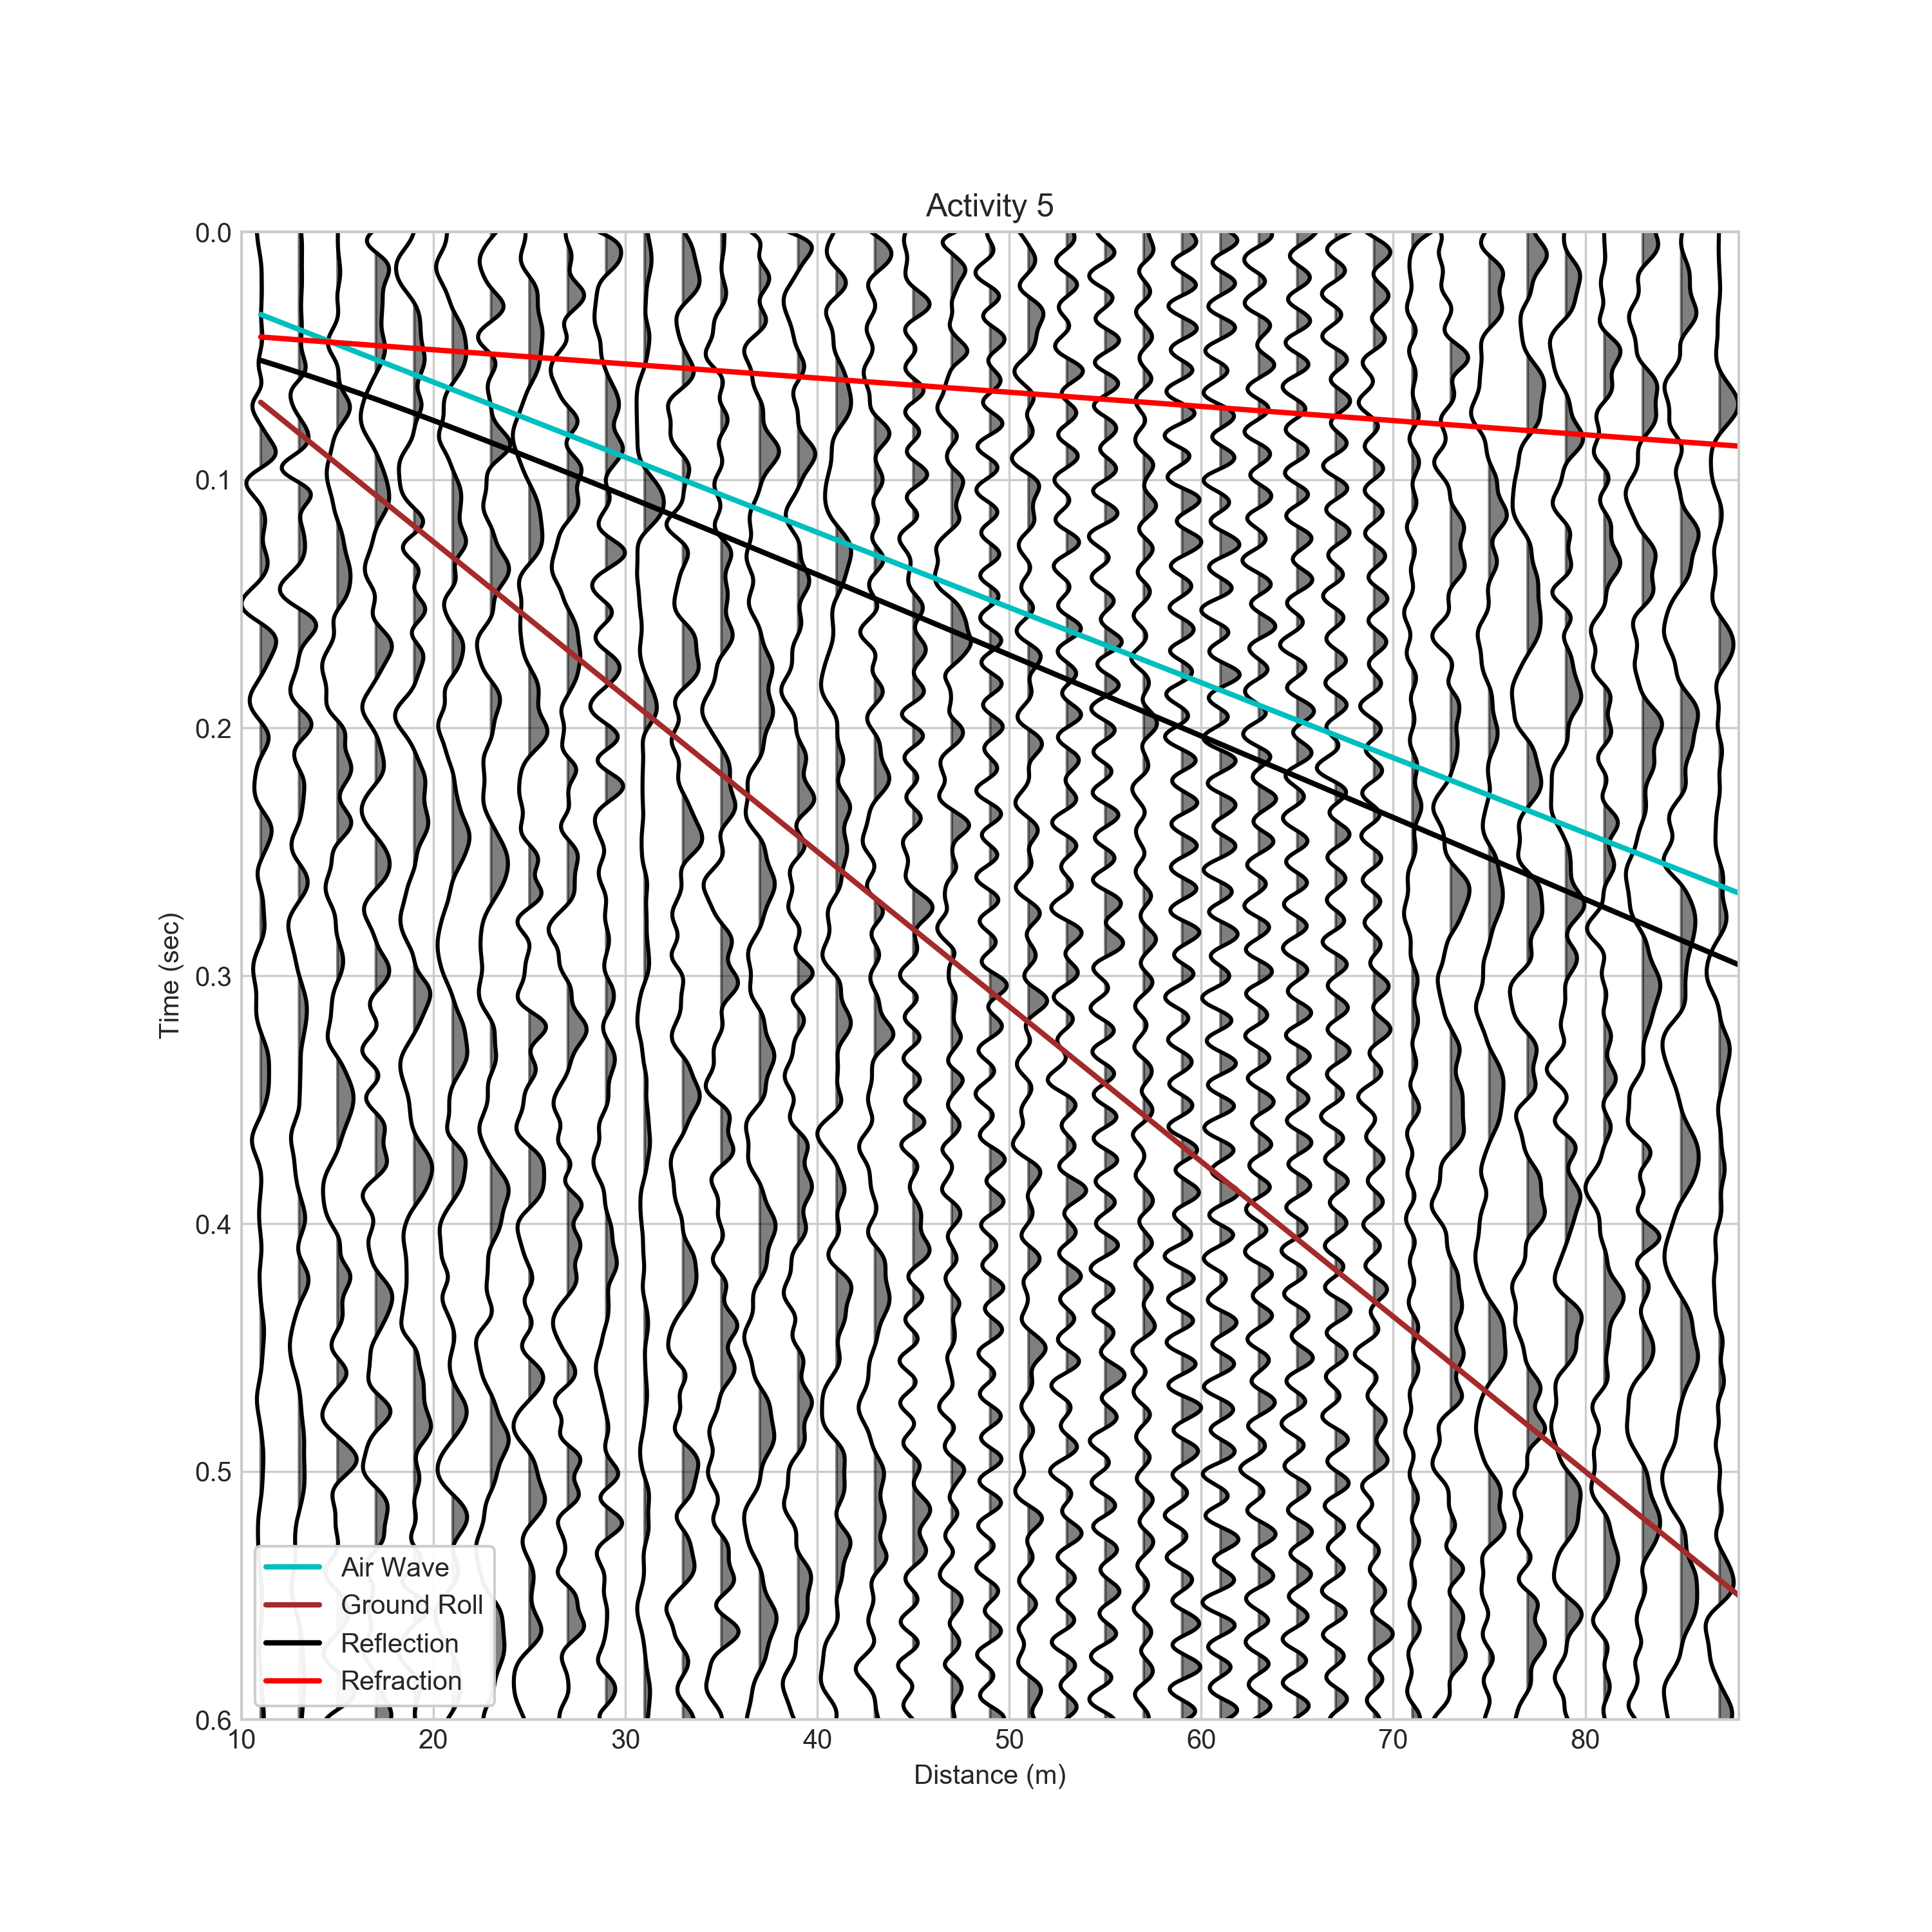 Activity 5
0.0
0.1
0.2
0.3
0.4
0.5
0.6
Time (sec)
Air Wave
Ground Roll
Reflection
Refraction
10 20 30 40 50 60 70 80
Distance (m)